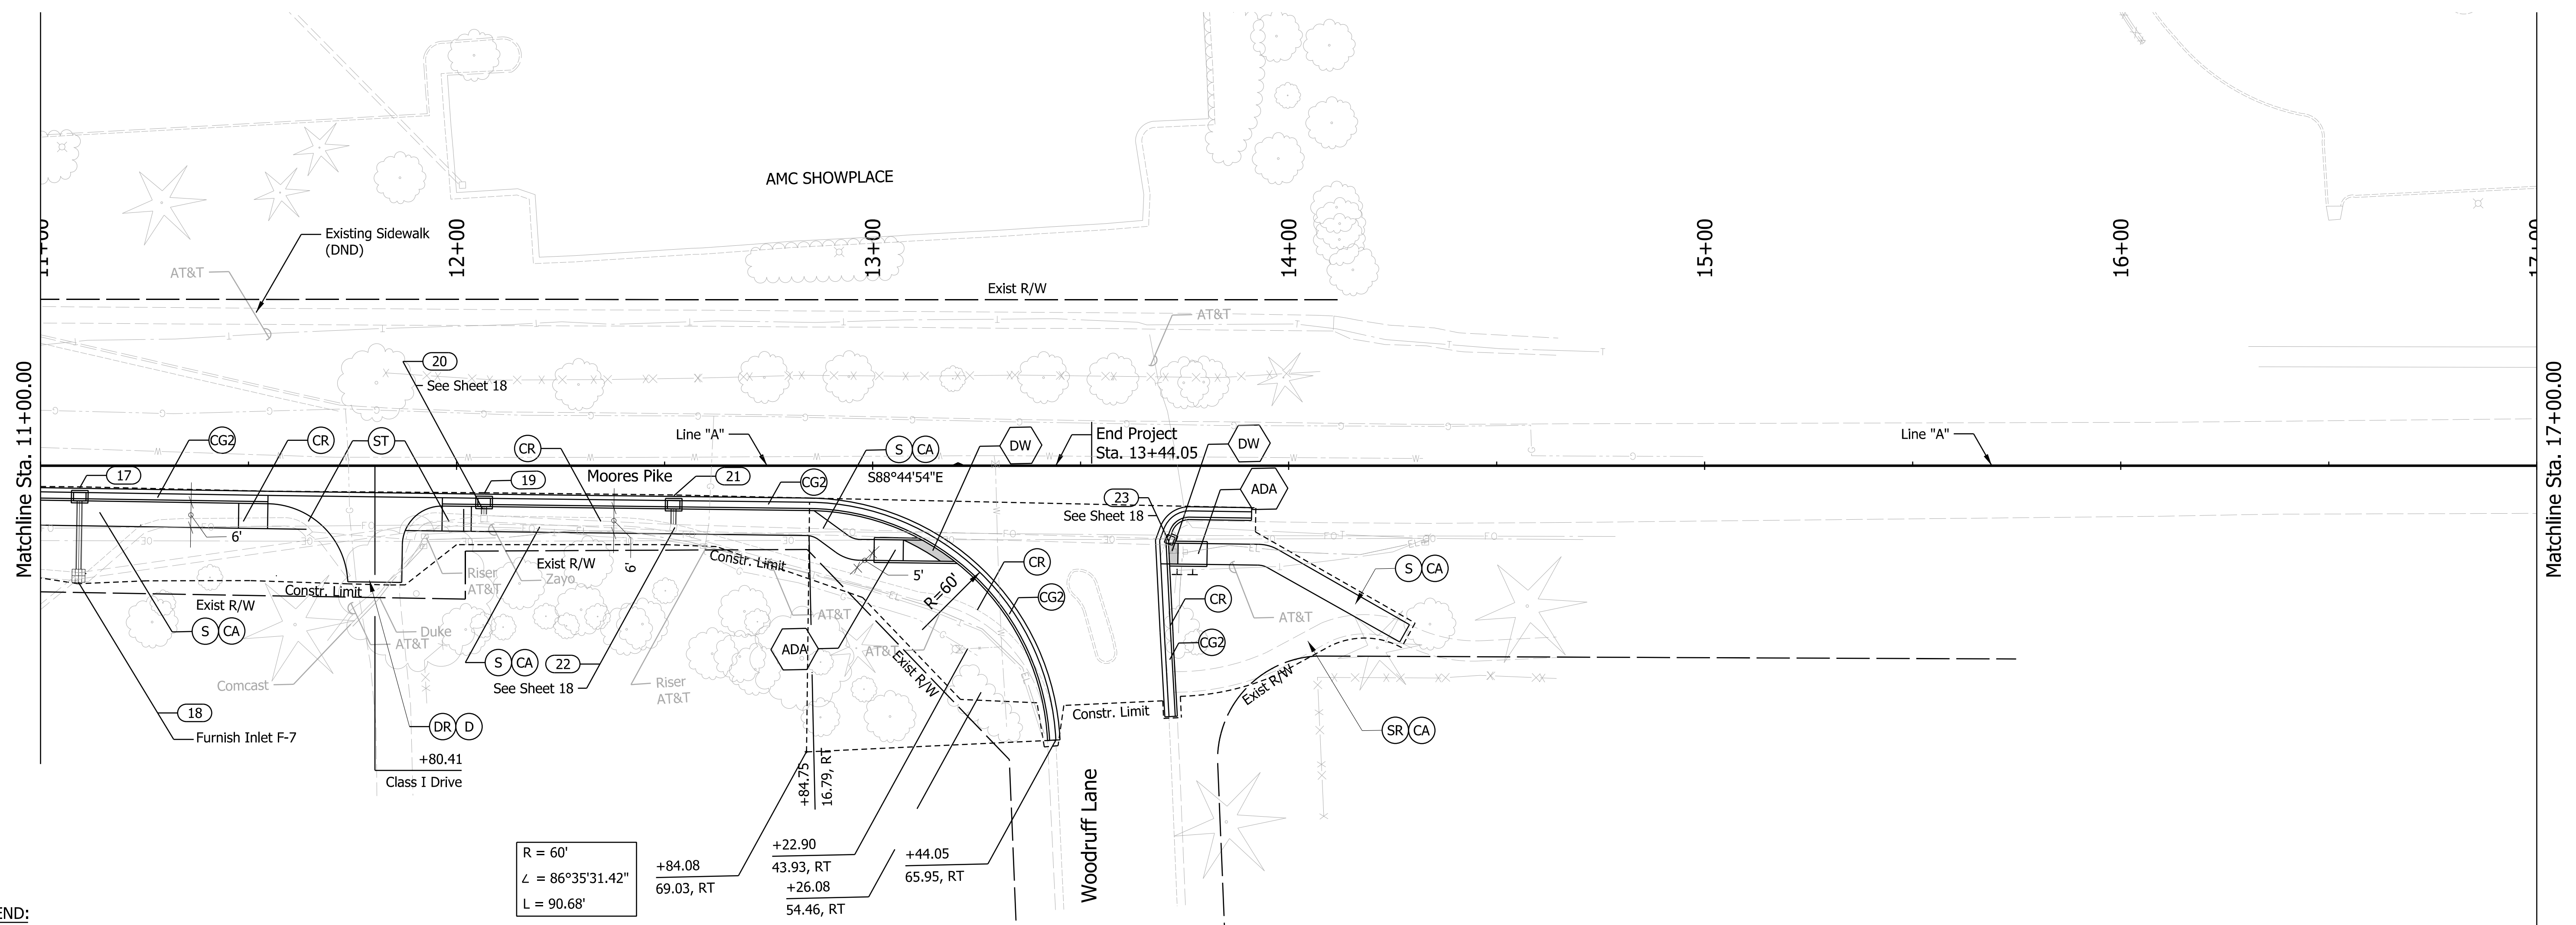 AMC SHOWPLACE
11+00
12+00
13+00
14+00
15+00
16+00
17+00
Existing Sidewalk
(DND)
AT&T
Exist R/W
AT&T
Matchline Sta. 11+00.00
Matchline Sta. 17+00.00
20
See Sheet 18
CG2
CR
ST
CR
Line "A"
S CA
DW
End Project
Sta. 13+44.05
DW
Line "A"
17
19
Moores Pike
21
CG2
S88°44'54"E
23
See Sheet 18
ADA
6'
6'
Exist R/W
Constr. Limit
5'
R=60'
CR
CG2
Riser
AT&T
Zayo
Constr. Limit
Exist R/W
S CA
Duke
AT&T
Comcast
S CA
22
See Sheet 18
Riser
AT&T
AT&T
ADA
AT&T
Exist R/W
CR
CG2
AT&T
S CA
Exist R/W
Constr. Limit
SR CA
18
Furnish Inlet F-7
DR D
+80.41
Class I Drive
+84.75
16.79, RT
Woodruff Lane
R = 60'
∠ = 86°35'31.42"
L = 90.68'
+84.08
69.03, RT
+22.90
43.93, RT
+26.08
54.46, RT
+44.05
65.95, RT
END: